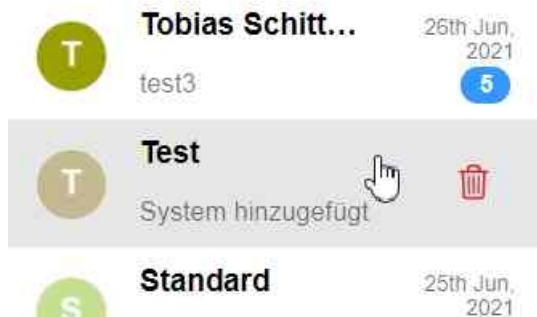 T
Tobias Schitt...
26th Jun,
2021
test3
5
T
Test
System hinzugefügt
S
Standard
25th Jun,
2021